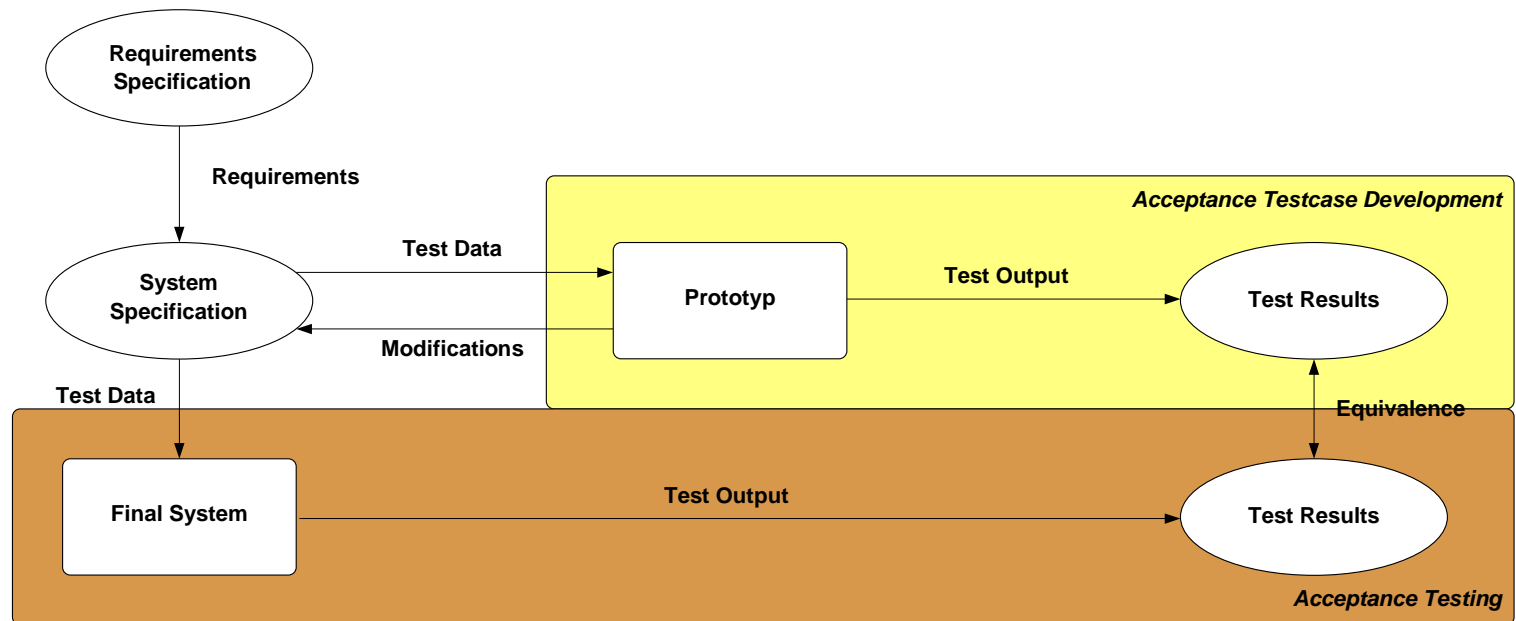 Requirements
Specification
Requirements
Acceptance Testcase Development
Test Data
System
Specification
Prototyp
Test Output
Test Results
Modifications
Test Data
Equivalence
Final System
Test Output
Test Results
Acceptance Testing